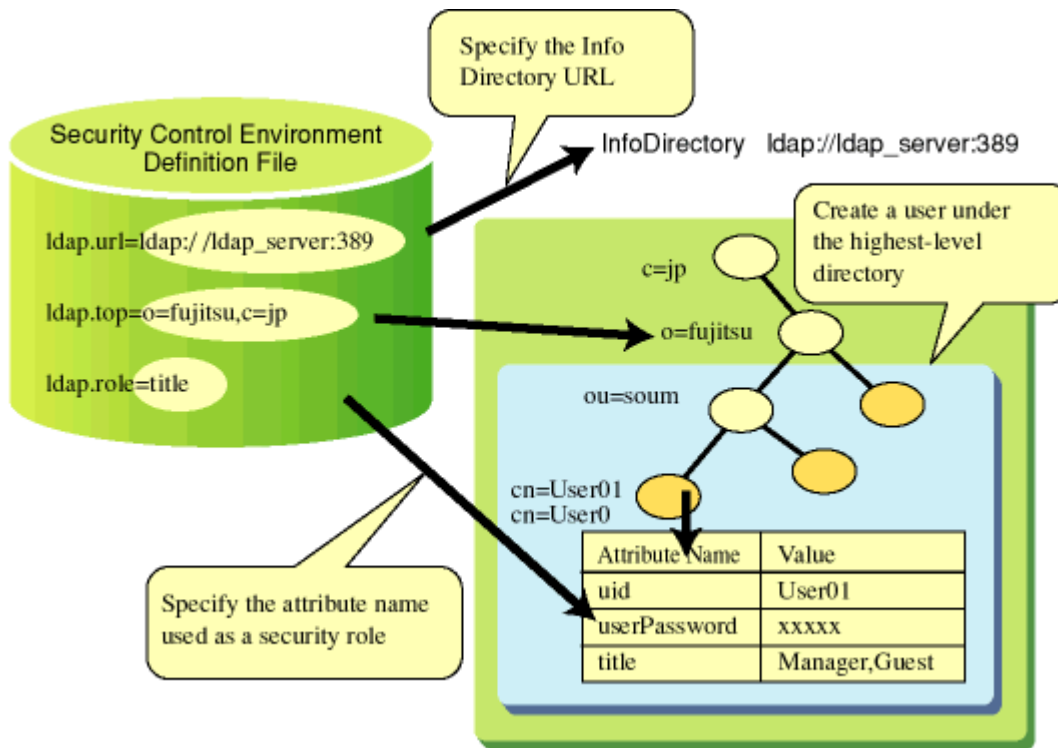 Specify the Info
Directory URL
Security Control Environment
Definition File
InfoDirectory ldap://ldap_server:389
ldap.url=ldap:/ /ldap_server:389
ldap.top=o=fujitsu,c=jp
ldap.role=title
Create a user under
the highest-level
directory
c=jp
o=fujitsu
ou=soum
cn=User01
cn=User0
Attribute Name Value
uid User01
userPassword xxxxx
title Manager,Guest
Specify the attribute name
used as a security role